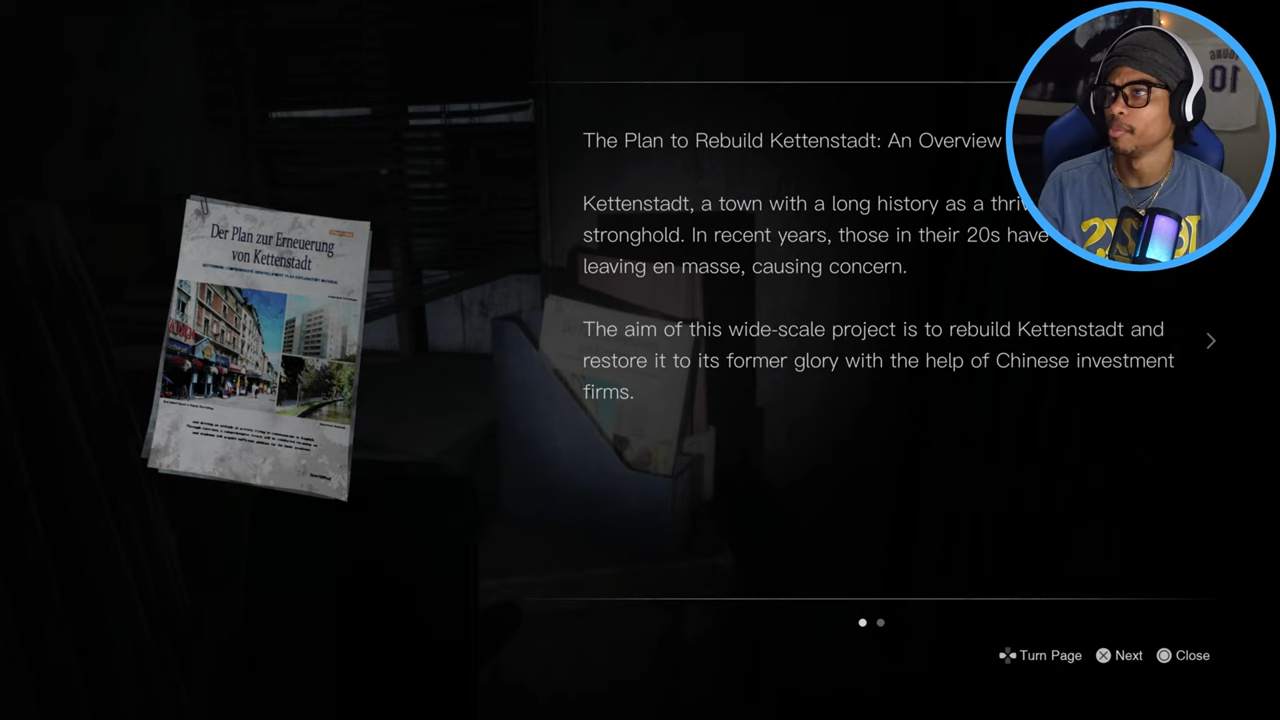 The Plan to Rebuild Kettenstadt: An Overview
Kettenstadt, a town with a long history as a
stronghold. In recent years, those in their 20s have
leaving en masse, causing concern.
The aim of this wide-scale project is to rebuild Kettenstadt and
restore it to its former glory with the help of Chinese investment
firms.
Der Plan zur Erneuerung
von Kettenstadt
YOUNG
10
Turn Page
Next
Close